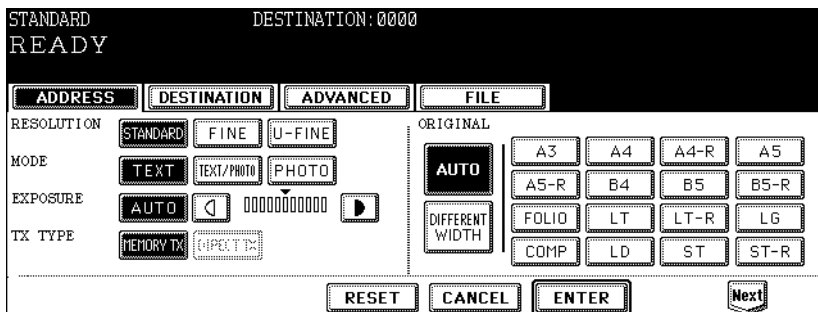 STANDARD DESTINATION:0000
READY
ADDRESS DESTINATION ADVANCED FILE
RESOLUTION STANDARD FINE U-FINE
MODE TEXT TEXT/PHOTO PHOTO
EXPOSURE AUTO
TX TYPE MEMORY TX DIRECT TX
ORIGINAL
AUTO
DIFFERENT
WIDTH
A3 A4 A4-R A5
A5-R B4 B5 B5-R
FOLIO LT LT-R LG
COMP LD ST ST-R
RESET CANCEL ENTER Next